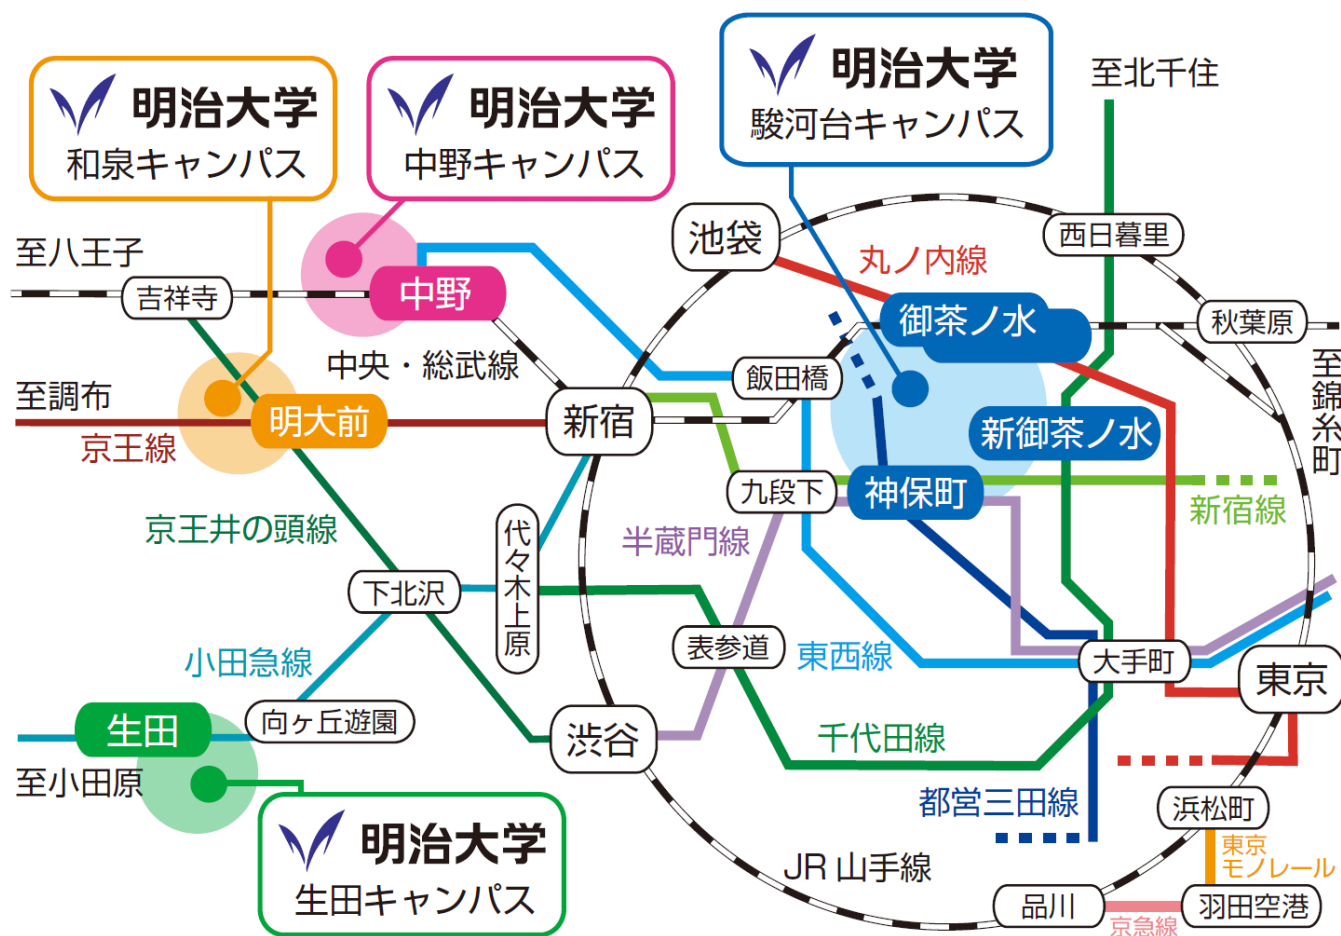 明治大学
和泉キャンパス
明治大学
中野キャンパス
明治大学
駿河台キャンパス
至北千住
池袋
西日暮里
至八王子
丸ノ内線
吉祥寺
中野
御茶ノ水
秋葉原
中央・総武線
飯田橋
至錦糸町
至調布
明大前
新宿
新御茶ノ水
京王線
九段下
神保町
新宿線
京王井の頭線
半蔵門線
代々木上原
下北沢
表参道
東西線
大手町
小田急線
東京
生田
向ヶ丘遊園
渋谷
千代田線
至小田原
都営三田線
浜松町
明治大学
生田キャンパス
東京
モノレール
JR 山手線
品川
京急線
羽田空港